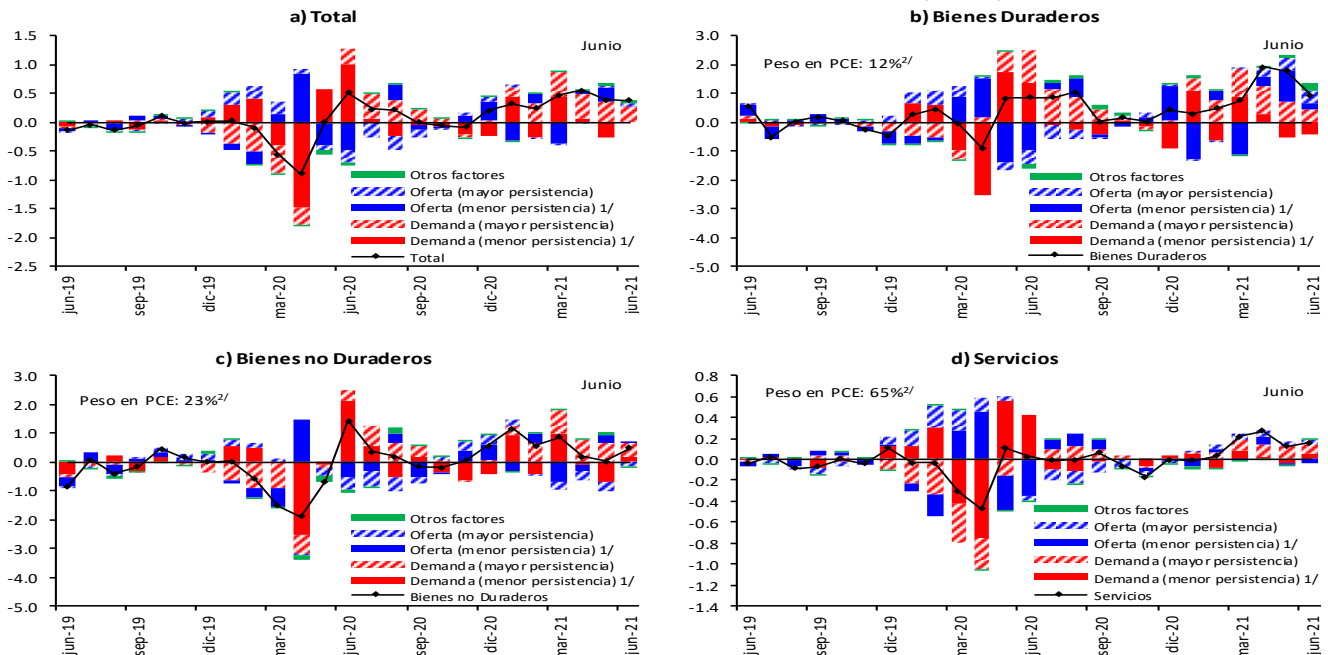 a) Total
1.5
1.0
0.5
0.0
-0.5
-1.0
-1.5
-2.0
-2.5
Junio
Otros factores
Oferta (mayor persistencia)
Oferta (menor persistencia) 1/
Demanda (mayor persistencia)
Demanda (menor persistencia) 1/
Total
jun-19
sep-19
dic-19
mar-20
jun-20
sep-20
dic-20
mar-21
jun-21
b) Bienes Duraderos
3.0
2.0
1.0
0.0
-1.0
-2.0
-3.0
-4.0
-5.0
Peso en PCE: 12%2/
Junio
Otros factores
Oferta (mayor persistencia)
Oferta (menor persistencia) 1/
Demanda (mayor persistencia)
Demanda (menor persistencia) 1/
Bienes Duraderos
jun-19
sep-19
dic-19
mar-20
jun-20
sep-20
dic-20
mar-21
jun-21
c) Bienes no Duraderos
3.0
2.0
1.0
0.0
-1.0
-2.0
-3.0
-4.0
-5.0
Peso en PCE: 23%2/
Junio
Otros factores
Oferta (mayor persistencia)
Oferta (menor persistencia) 1/
Demanda (mayor persistencia)
Demanda (menor persistencia) 1/
Bienes no Duraderos
jun-19
sep-19
dic-19
mar-20
jun-20
sep-20
dic-20
mar-21
jun-21
d) Servicios
0.8
0.6
0.4
0.2
0.0
-0.2
-0.4
-0.6
-0.8
-1.0
-1.2
-1.4
Peso en PCE: 65%2/
Junio
Otros factores
Oferta (mayor persistencia)
Oferta (menor persistencia) 1/
Demanda (mayor persistencia)
Demanda (menor persistencia) 1/
Servicios
jun-19
sep-19
dic-19
mar-20
jun-20
sep-20
dic-20
mar-21
jun-21